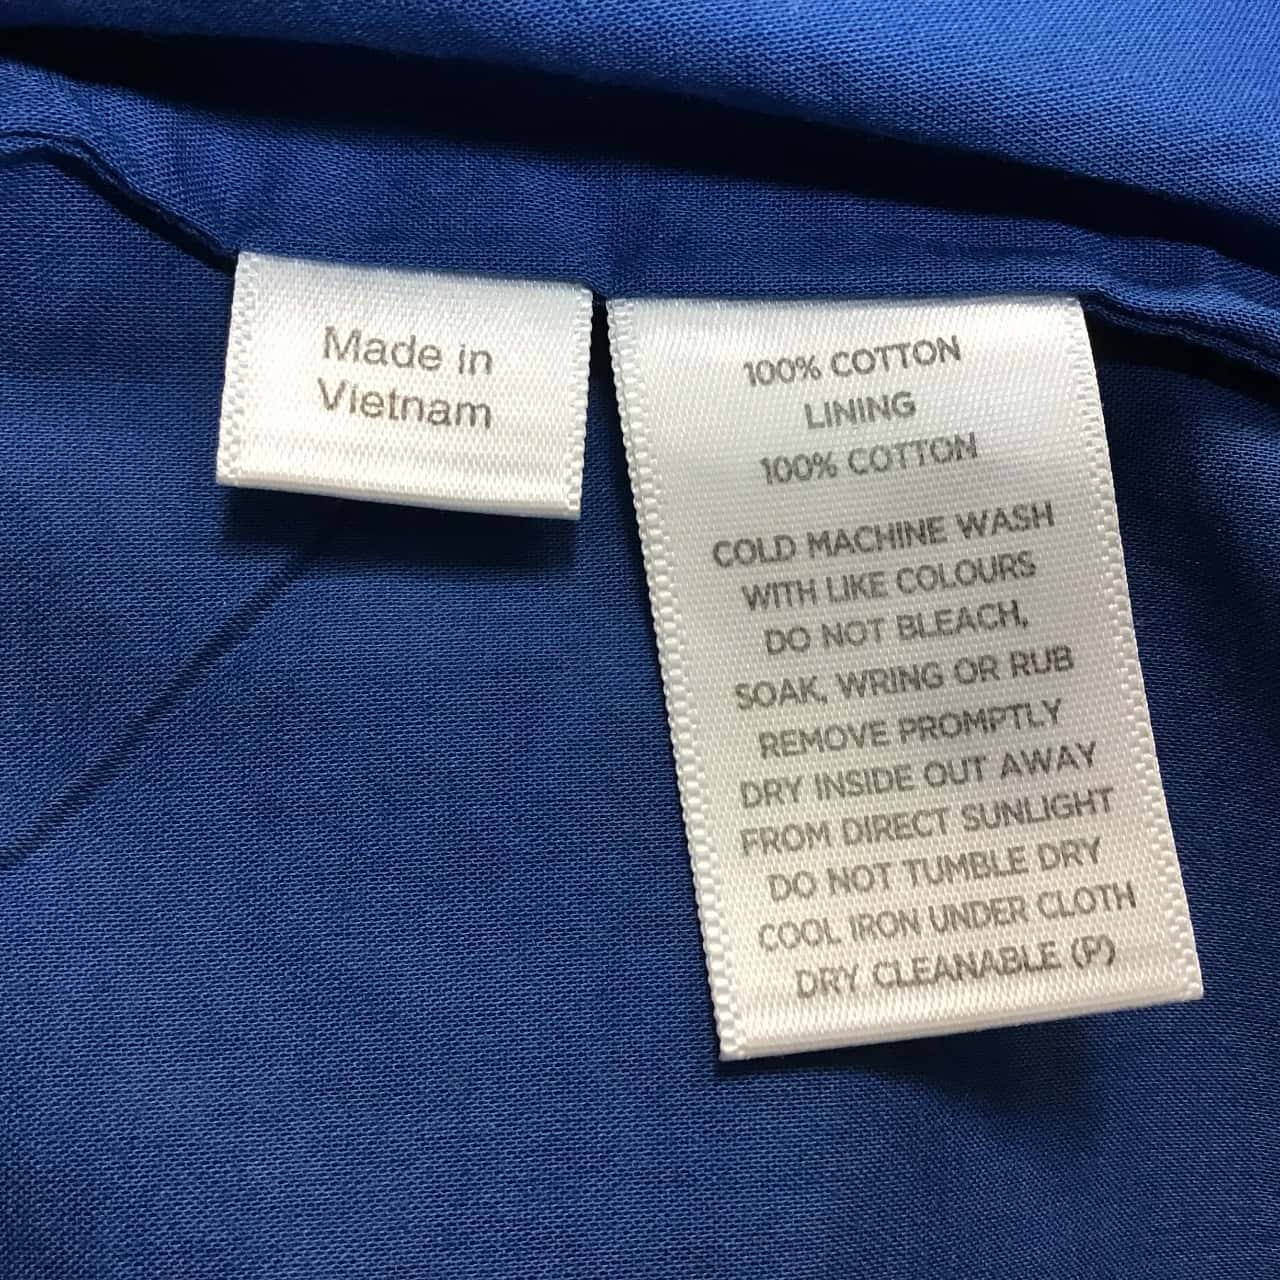 Made in
Vietnam
100% COTTON
LINING
100% COTTON
COLD MACHINE WASH
WITH LIKE COLOURS
DO NOT BLEACH,
SOAK, WRING OR RUB
REMOVE PROMPTLY
DRY INSIDE OUT AWAY
FROM DIRECT SUNLIGHT
DO NOT TUMBLE DRY
COOL IRON UNDER CLOTH
DRY CLEANABLE (P)